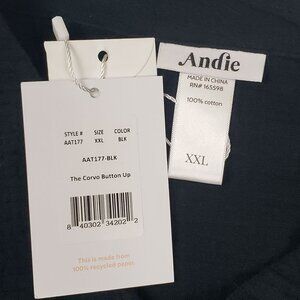 Andie
MADE IN CHINA
RN# 165598
100% cotton
XXL
STYLE # SIZE COLOR
AAT177 XXL BLK
AAT177-BLK
The Corvo Button Up
8 40302 34202 2
This is made from
100% recycled paper.